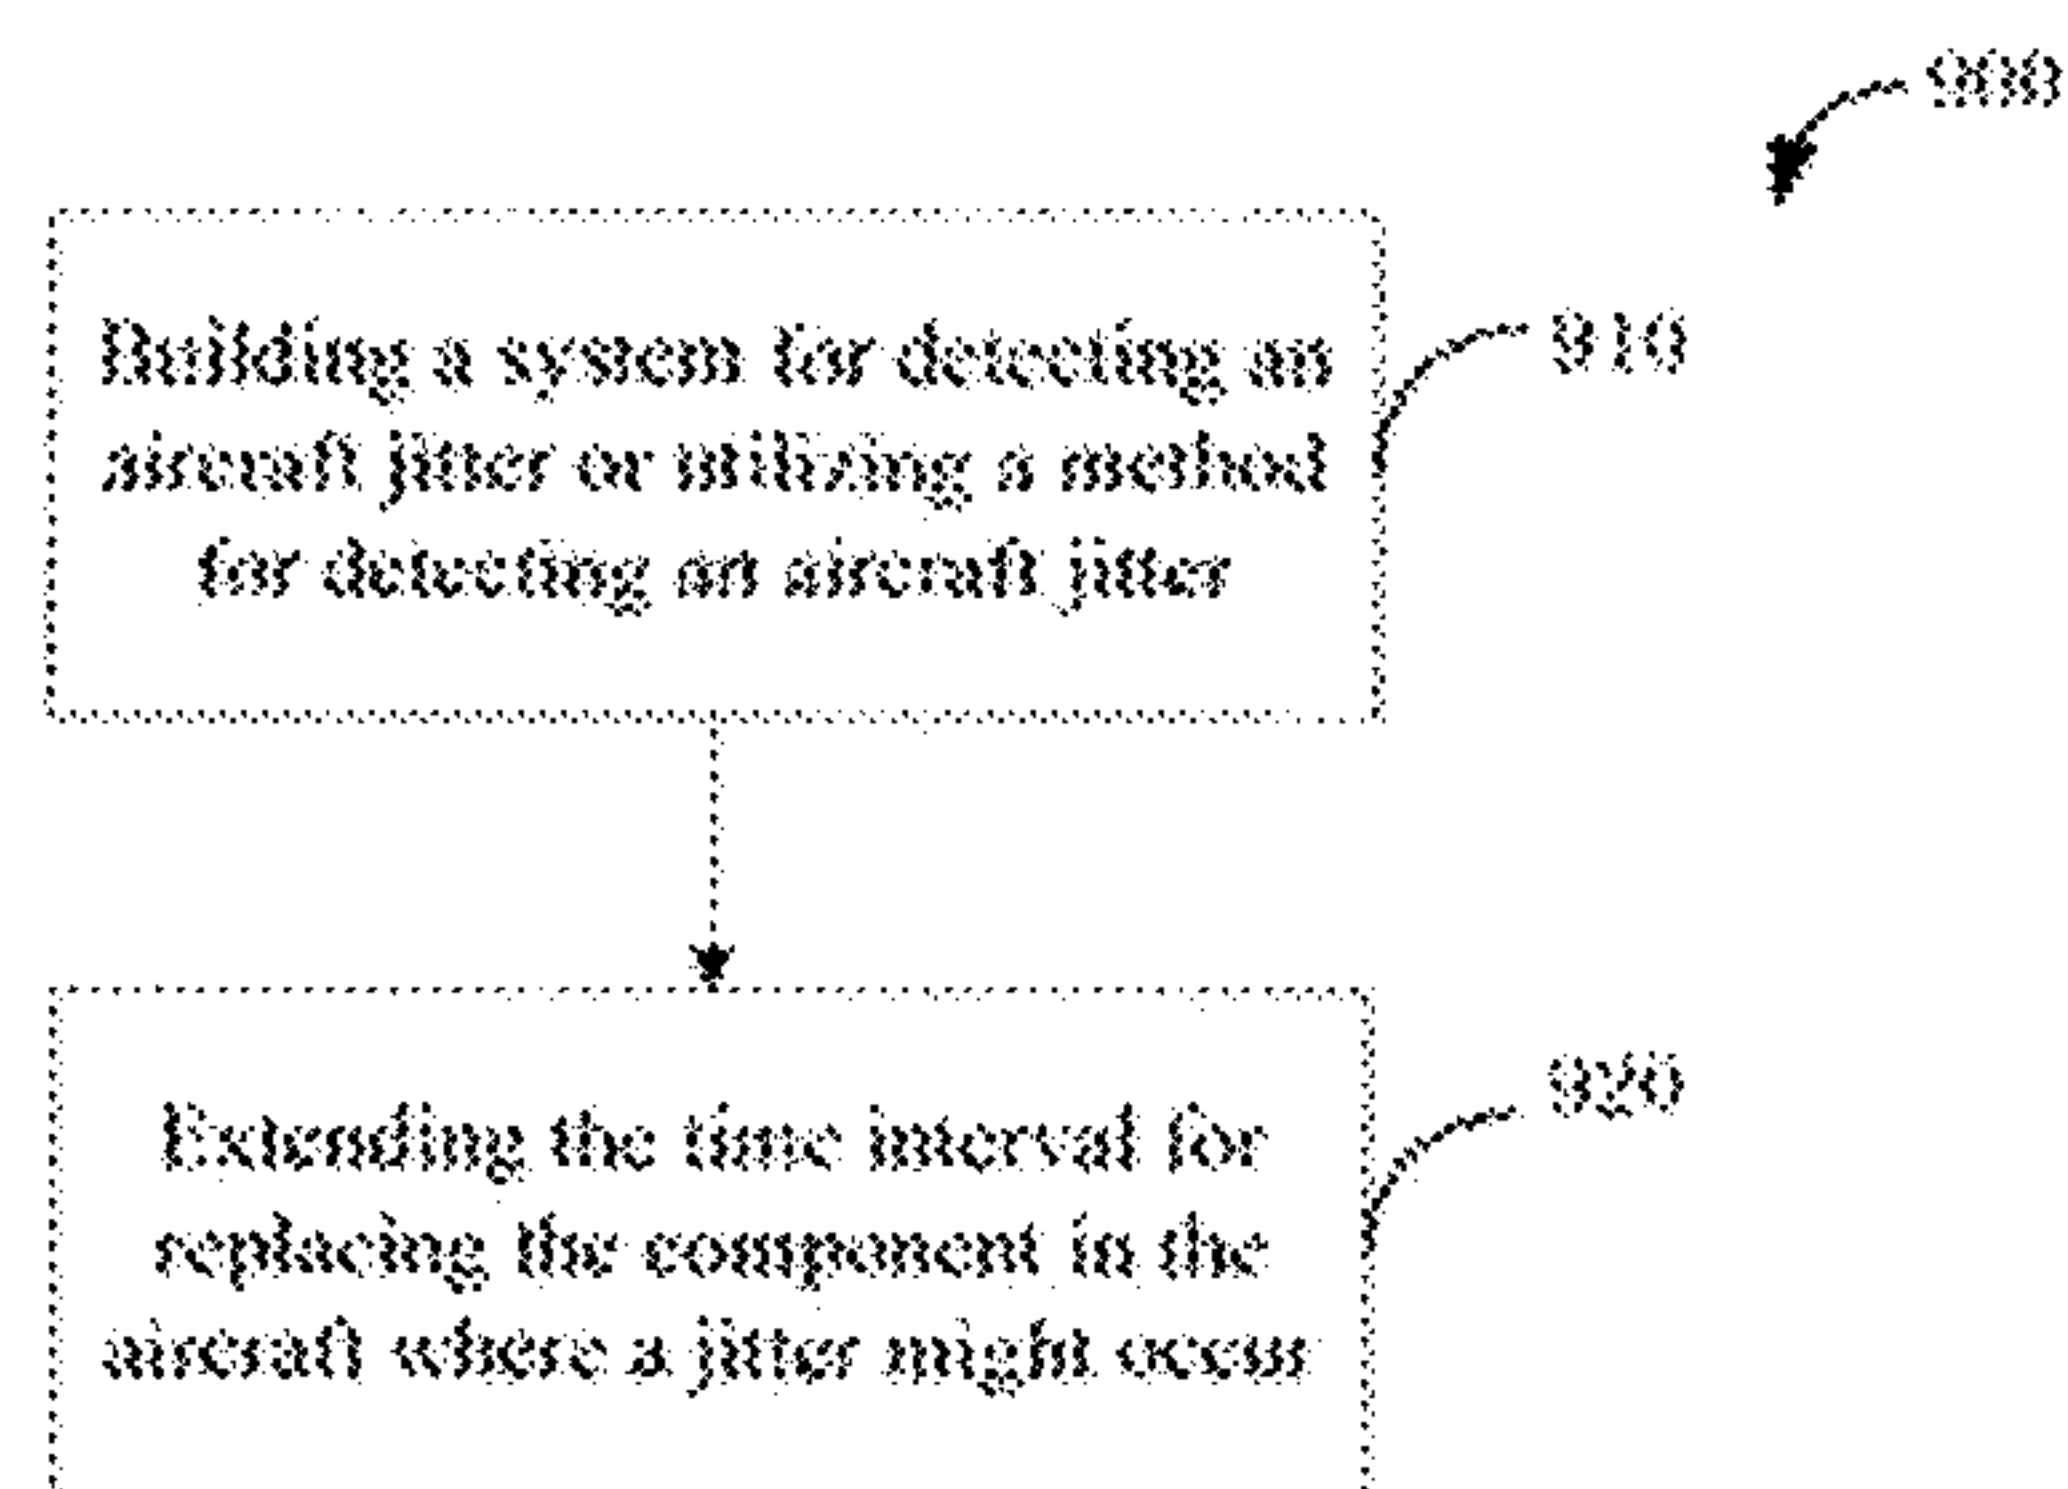 900
Building a system for detecting an
910
aircraft jitter or utilizing a method
for detecting an aircraft jitter
920
Extending the time interval for
replacing the component in the
aircraft where a jitter might occur